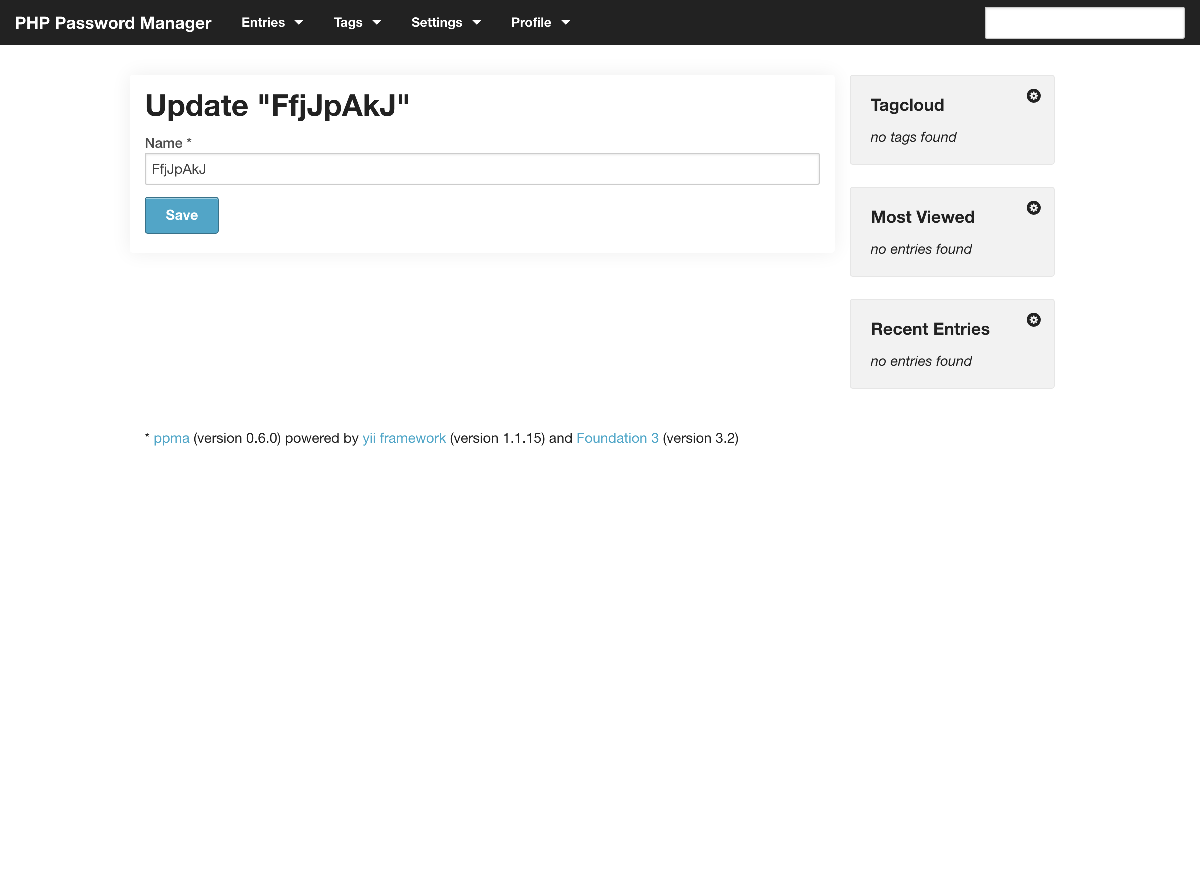 PHP Password Manager Entries Tags Settings Profile
Update "FfjJpAkJ"
Name *
FfjJpAkJ
Save
Tagcloud
no tags found
Most Viewed
no entries found
Recent Entries
no entries found
* ppma (version 0.6.0) powered by yii framework (version 1.1.15) and Foundation 3 (version 3.2)